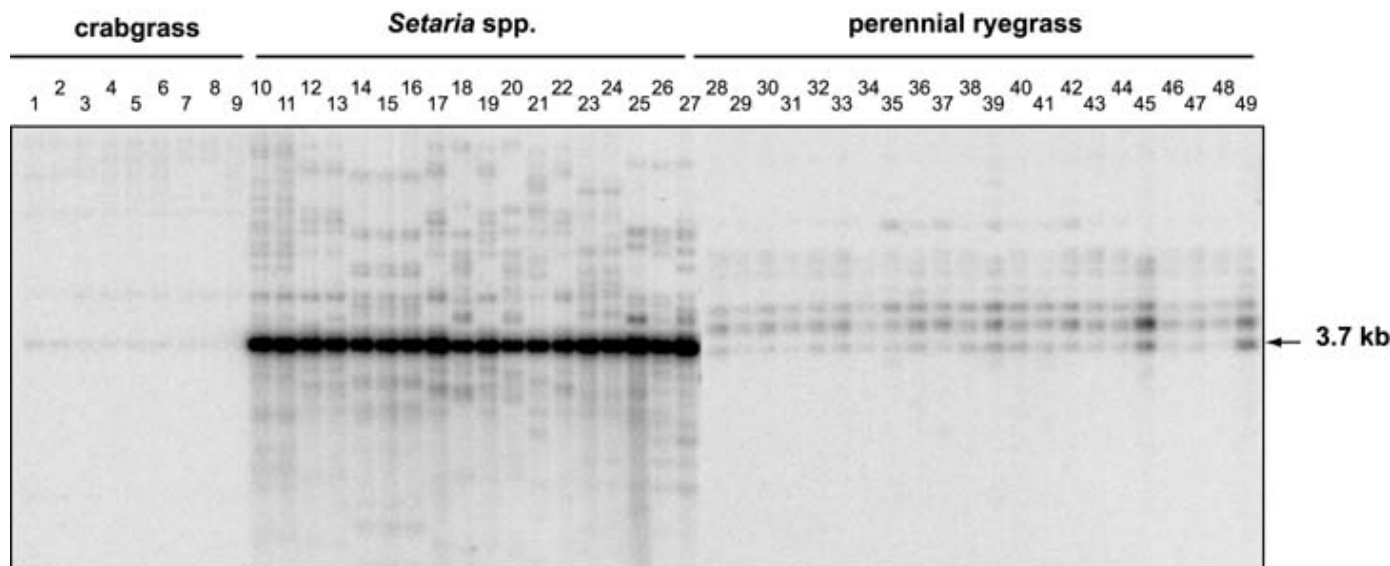 crabgrass Setaria spp. perennial ryegrass
2 4 6 8 10 12 14 16 18 20 22 24 26 28 30 32 34 36 38 40 42 44 46 48
1 3 5 7 9 11 13 15 17 19 21 23 25 27 29 31 33 35 37 39 41 43 45 47 49
3.7 kb